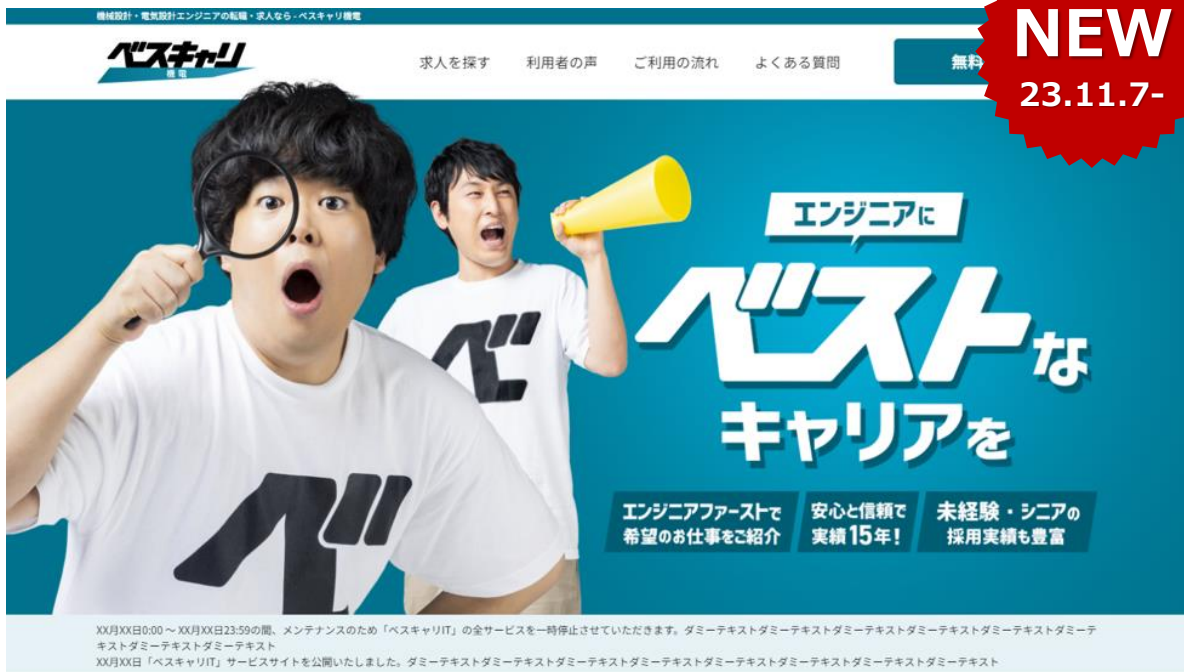 機械設計・電気設計エンジニアの転職・求人なら - ベスキャリ機電
NEW
23.11.7-
ベスキャリ
機電
求人を探す
利用者の声
ご利用の流れ
よくある質問
無料
エンジニアに
ベストな
キャリアを
エンジニアファーストで
希望のお仕事をご紹介
安心と信頼で
実績15年!
未経験・シニアの
採用実績も豊富
ベ
ベ
XX月XX日0:00 ～ XX月XX日23:59の間、メンテナンスのため「ベスキャリIT」の全サービスを一時停止させていただきます。ダミーテキストダミーテキストダミーテキストダミーテキストダミーテキストダミーテ
キストダミーテキストダミーテキスト
XX月XX日「ベスキャリIT」サービスサイトを公開いたしました。ダミーテキストダミーテキストダミーテキストダミーテキストダミーテキストダミーテキストダミーテキスト